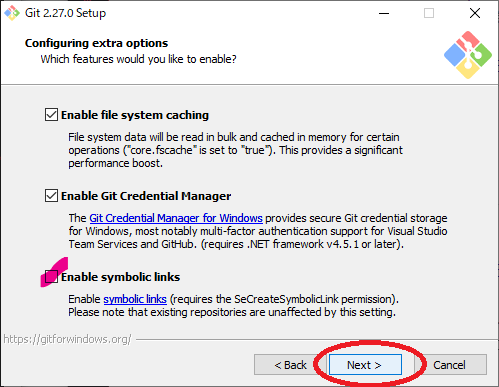 Git 2.27.0 Setup
Configuring extra options
Which features would you like to enable?
Enable file system caching
File system data will be read in bulk and cached in memory for certain
operations ("core.fscache" is set to "true"). This provides a significant
performance boost.
Enable Git Credential Manager
The Git Credential Manager for Windows provides secure Git credential storage
for Windows, most notably multi-factor authentication support for Visual Studio
Team Services and GitHub. (requires .NET framework v4.5.1 or later).
Enable symbolic links
Enable symbolic links (requires the SeCreateSymbolicLink permission).
Please note that existing repositories are unaffected by this setting.
https://gitforwindows.org/
< Back
Next >
Cancel